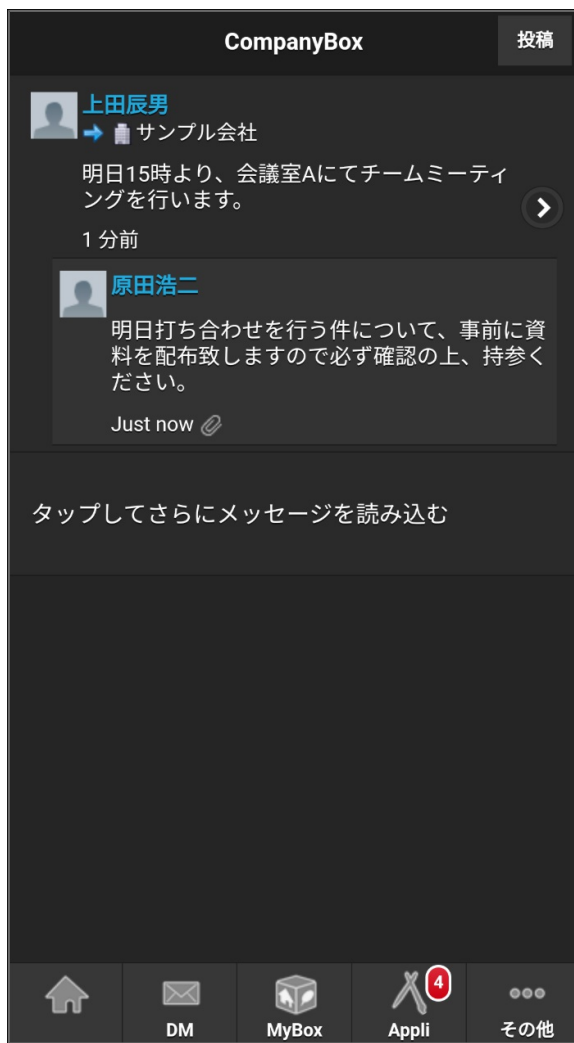 CompanyBox
投稿
上田辰男
サンプル会社
明日15時より、会議室Aにてチームミーティ
ングを行います。
1 分前
原田浩二
明日打ち合わせを行う件について、事前に資
料を配布致しますので必ず確認の上、持参く
ださい。
Just now
タップしてさらにメッセージを読み込む
4
DM
MyBox
Appli
その他